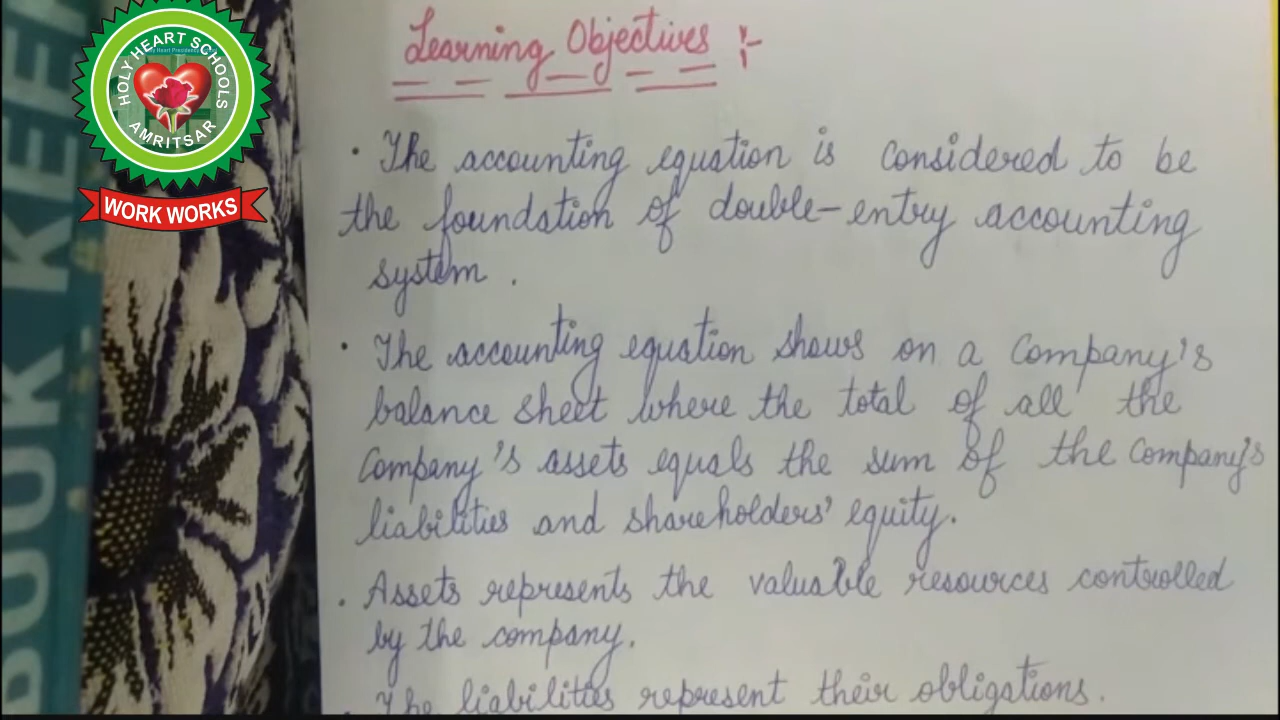 HOLY HEART SCHOOLS
AMRITSAR
WORK WORKS
BOOK KEEP
Learning Objectives :-
• The accounting equation is considered to be
the foundation of double-entry accounting
system .
• The accounting equation shows on a Company's
balance sheet where the total of all the
Company's assets equals the sum of the Company's
liabilities and shareholders' equity.
• Assets represents the valuable resources controlled
by the company.
• The liabilities represent their obligations.